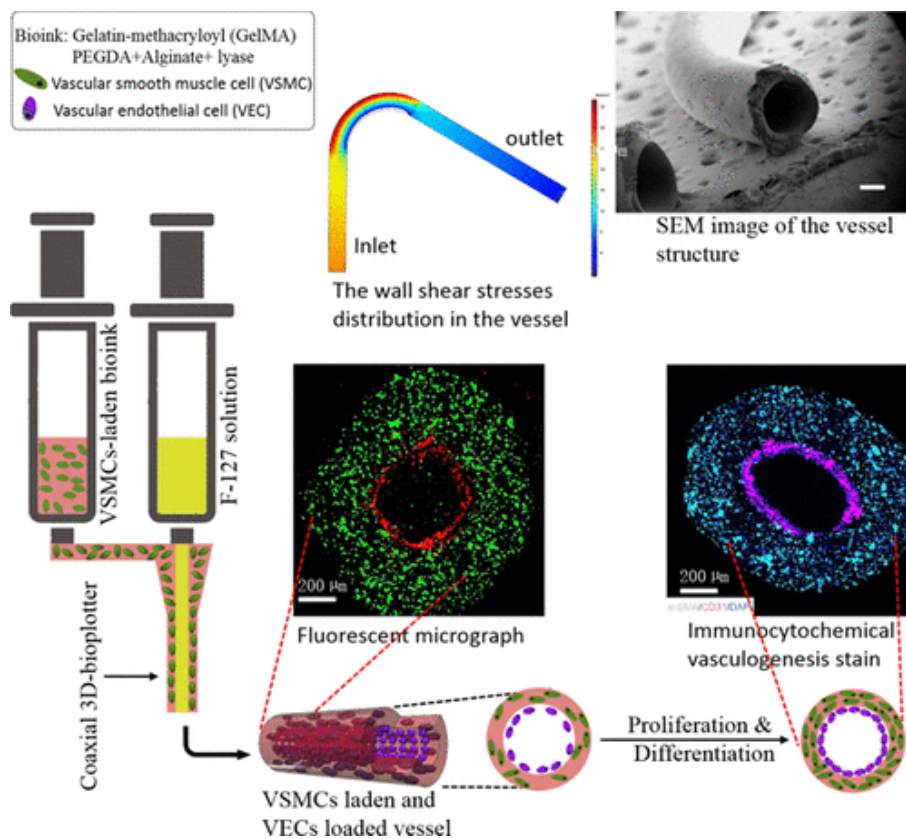 Bioink: Gelatin-methacryloyl (GelMA)
PEGDA+Alginate+ lyase
Vascular smooth muscle cell (VSMC)
Vascular endothelial cell (VEC)
outlet
Inlet
The wall shear stresses
distribution in the vessel
SEM image of the vessel
structure
VSMCs-laden bioink
F-127 solution
200 μm
Fluorescent micrograph
200 μm
/CD31/DAPI
Immunocytochemical
vasculogenesis stain
Coaxial 3D-bioplotter
VSMCs laden and
VECs loaded vessel
Proliferation &
Differentiation